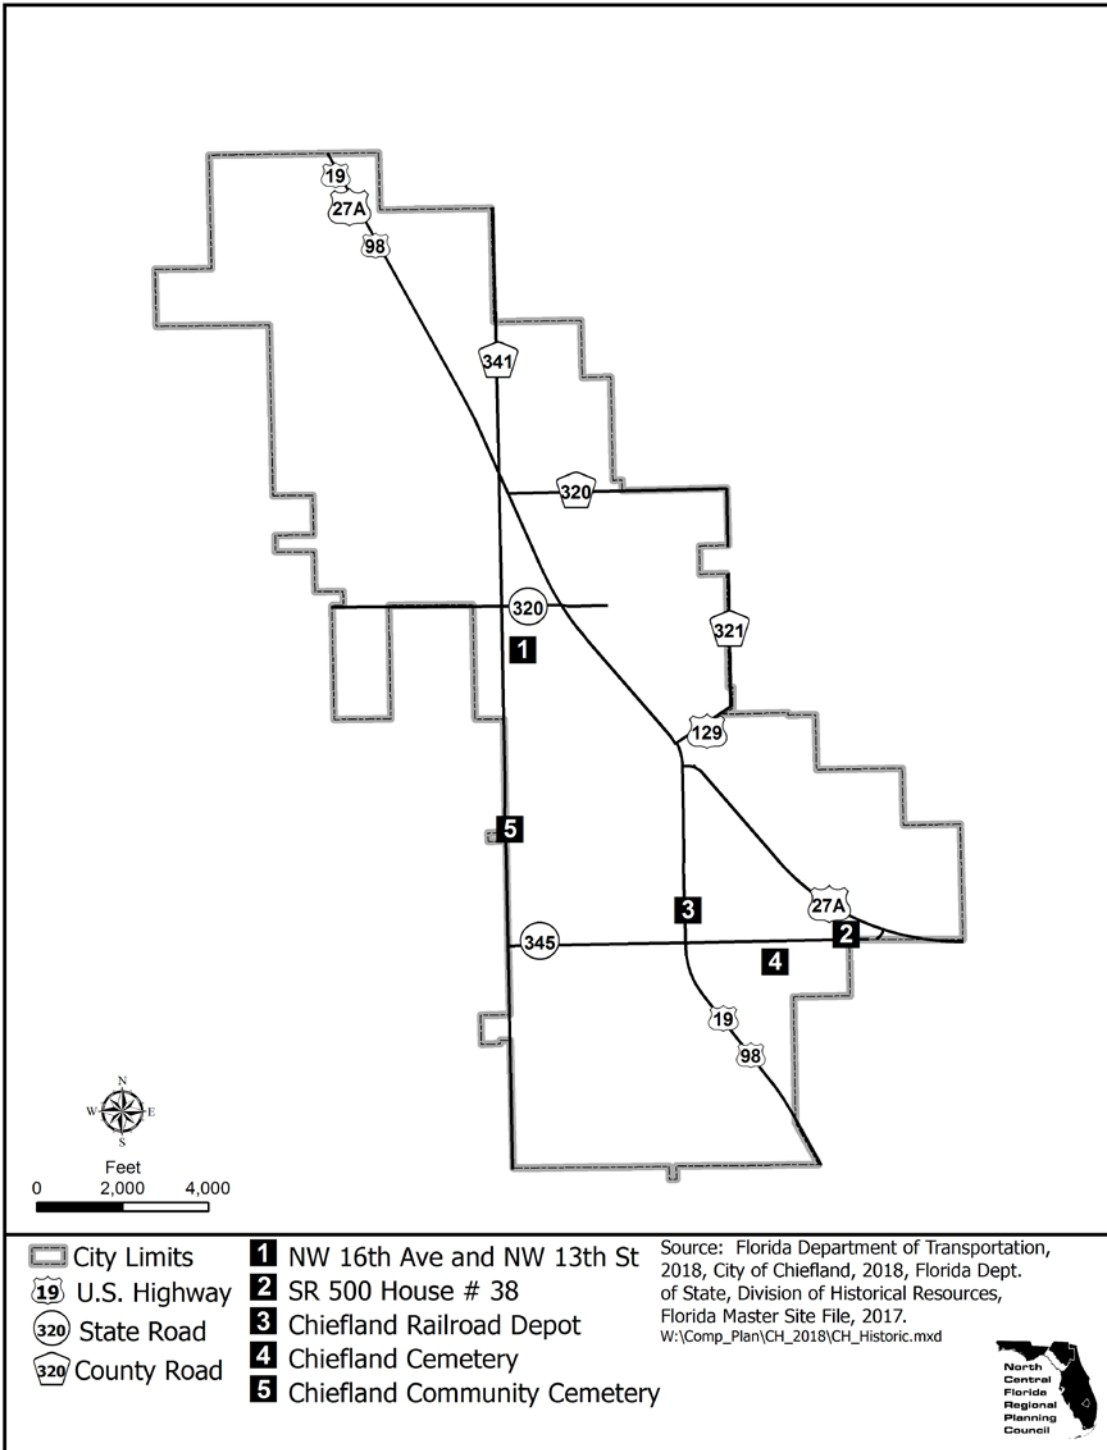 19
27A
98
341
320
320
321
1
129
5
27A
3
2
345
4
19
98
N
W E
S
Feet
0 2,000 4,000
City Limits
19 U.S. Highway
320 State Road
320 County Road
1 NW 16th Ave and NW 13th St
2 SR 500 House # 38
3 Chiefland Railroad Depot
4 Chiefland Cemetery
5 Chiefland Community Cemetery
Source: Florida Department of Transportation,
2018, City of Chiefland, 2018, Florida Dept.
of State, Division of Historical Resources,
Florida Master Site File, 2017.
W:\Comp_Plan\CH_2018\CH_Historic.mxd
North
Central
Florida
Regional
Planning
Council